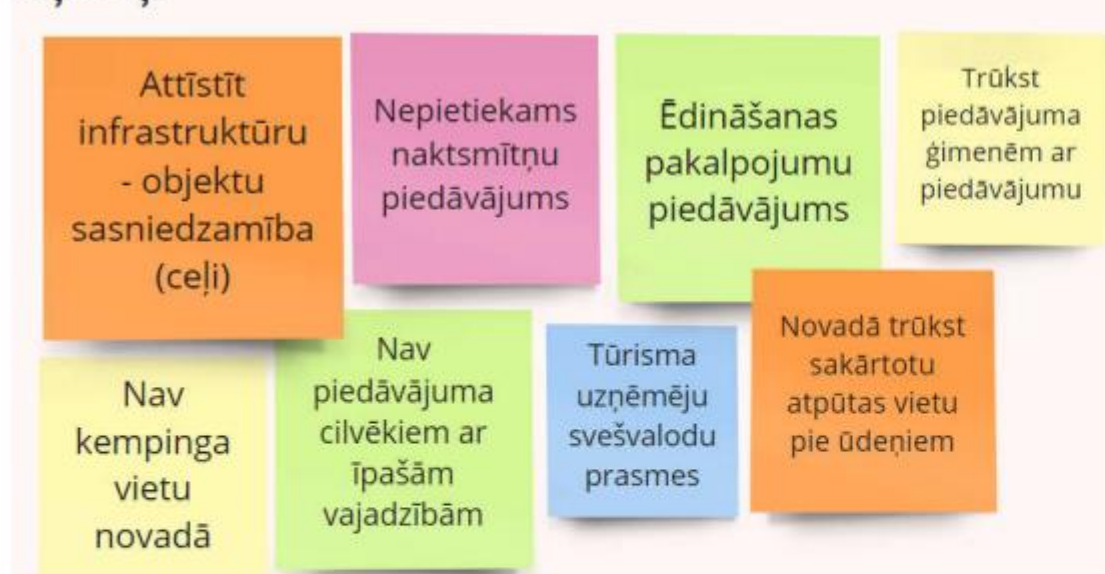 Attīstīt
infrastruktūru
- objektu
sasniedzamība
(ceļi)
Nepietiekams
naktsmītņu
piedāvājums
Ēdināšanas
pakalpojumu
piedāvājums
Trūkst
piedāvājuma
ģimenēm ar
piedāvājumu
Nav
kempinga
vietu
novadā
Nav
piedāvājuma
cilvēkiem ar
īpašām
vajadzībām
Tūrisma
uzņēmēju
svešvalodu
prasmes
Novadā trūkst
sakārtotu
atpūtas vietu
pie ūdeņiem